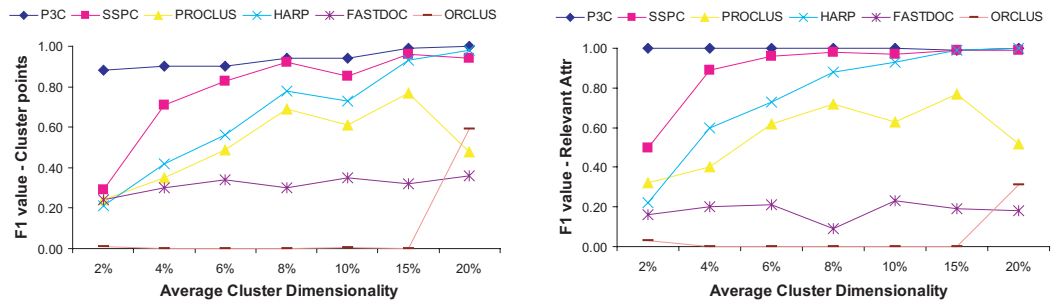 P3C SSPC PROCLUS HARP FASTDOC ORCLUS
F1 value - Cluster points
1.00
0.80
0.60
0.40
0.20
0.00
2% 4% 6% 8% 10% 15% 20%
Average Cluster Dimensionality
P3C SSPC PROCLUS HARP FASTDOC ORCLUS
F1 value - Relevant Attr
1.00
0.80
0.60
0.40
0.20
0.00
2% 4% 6% 8% 10% 15% 20%
Average Cluster Dimensionality